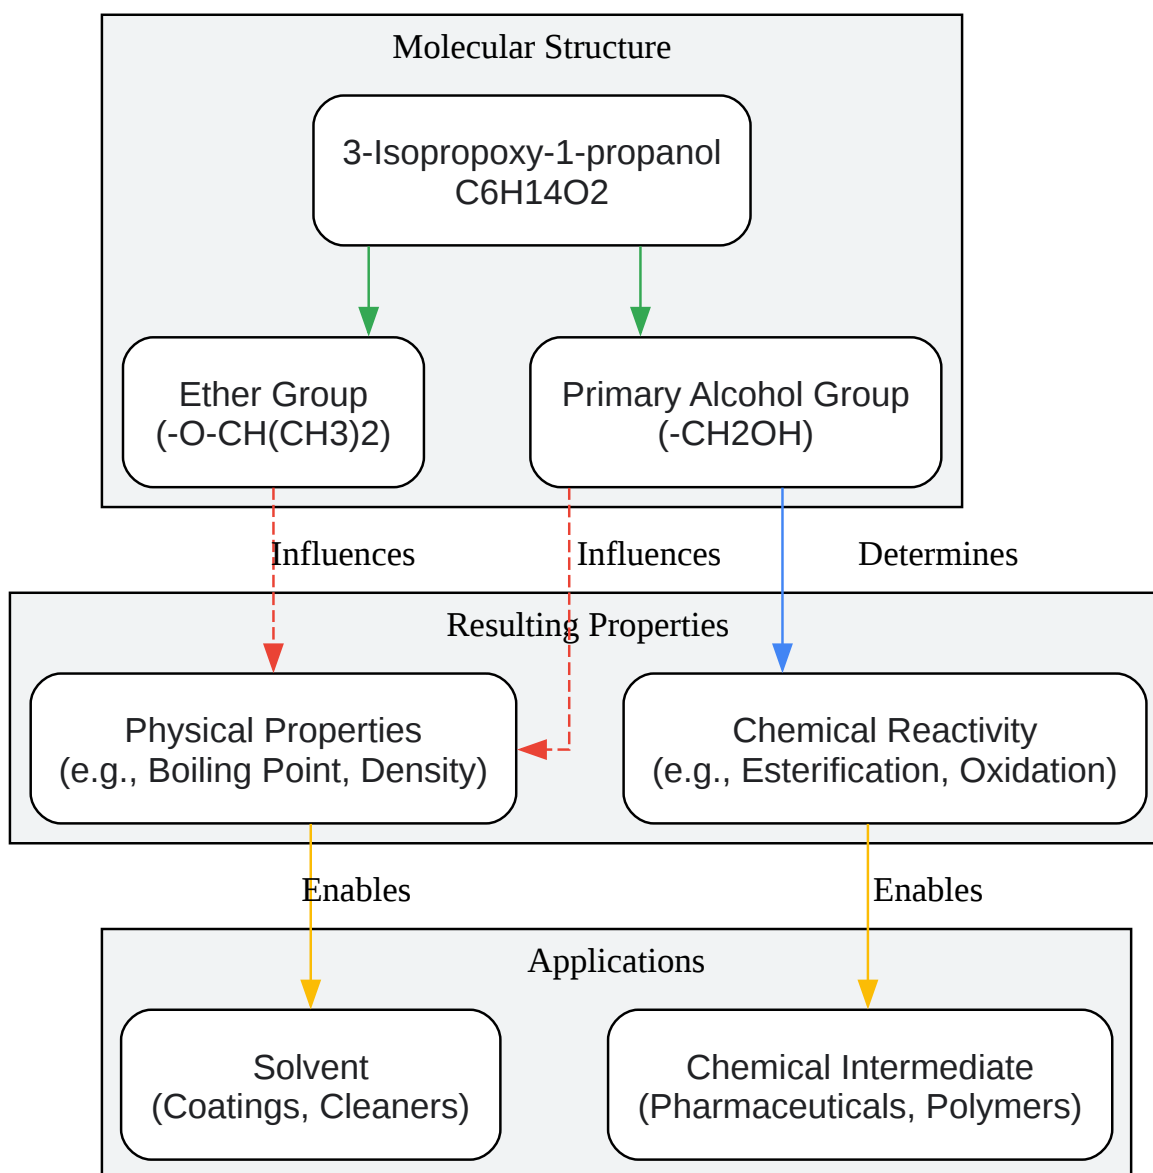 Molecular Structure
3-Isopropoxy-1-propanol
C6H14O2
Ether Group
(-O-CH(CH3)2)
Primary Alcohol Group
(-CH2OH)
Influences
Influences
Determines
Resulting Properties
Physical Properties
(e.g., Boiling Point, Density)
Chemical Reactivity
(e.g., Esterification, Oxidation)
Enables
Enables
Applications
Solvent
(Coatings, Cleaners)
Chemical Intermediate
(Pharmaceuticals, Polymers)